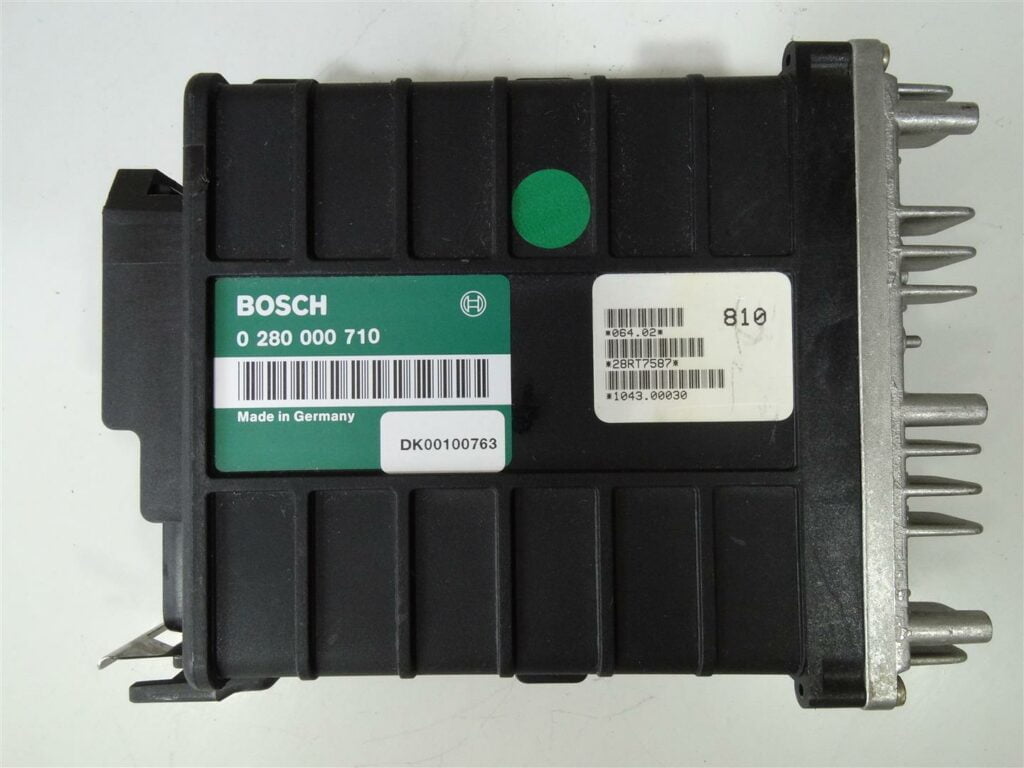 BOSCH
0 280 000 710
Made in Germany
DK00100763
810
*064.02*
*28RT7587*
*1043.00030